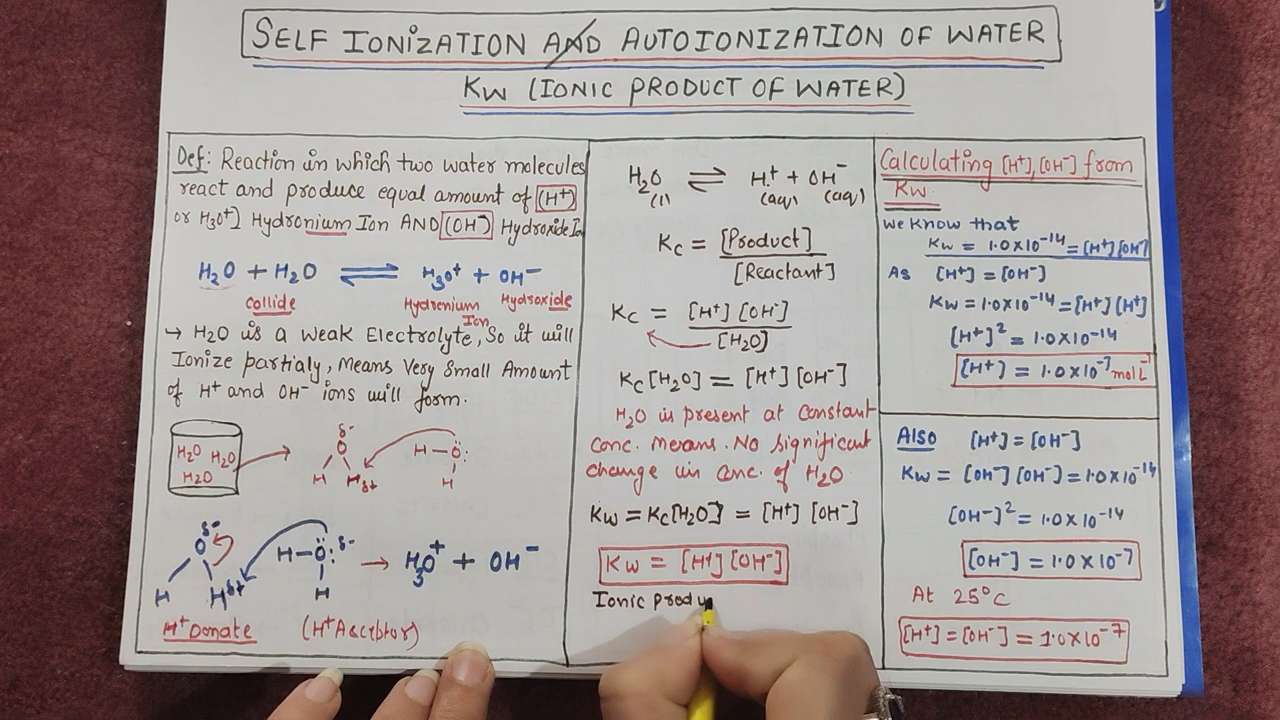 SELF IONIZATION AND AUTOIONIZATION OF WATER
KW (IONIC PRODUCT OF WATER)
Def: Reaction in which two water molecules
react and produce equal amount of (H⁺)
or H₃O⁺] Hydronium Ion AND (OH⁻) Hydroxide Ion
H₂O + H₂O ⇌ H₃O⁺ + OH⁻
Collide Hydronium Ion Hydroxide
→ H₂O is a weak Electrolyte, So it will
Ionize partialy, Means Very Small Amount
of H⁺ and OH⁻ ions will form.
H₂O H₂O
H₂O
δ⁻
O H–Ö:
H Hδ+ H
δ⁻
O H–Ö: δ⁻ → H₃O⁺ + OH⁻
H Hδ+ H
H⁺Donate (H⁺Acceptor)
H₂O ⇌ H⁺ + OH⁻
(l) (aq) (aq)
Kc = [Product]
[Reactant]
Kc = [H⁺] [OH⁻]
[H₂O]
Kc [H₂O] = [H⁺] [OH⁻]
H₂O is present at Constant
Conc. means. No significant
change in Conc. of H₂O
Kw = Kc[H₂O] = [H⁺] [OH⁻]
Kw = [H⁺] [OH⁻]
Ionic produ
Calculating [H⁺], [OH⁻] from
Kw.
we know that
Kw = 1.0×10⁻¹⁴ = [H⁺] [OH⁻]
As [H⁺] = [OH⁻]
Kw = 1.0×10⁻¹⁴ = [H⁺] [H⁺]
[H⁺]² = 1.0×10⁻¹⁴
[H⁺] = 1.0×10⁻⁷ mol L⁻¹
Also [H⁺] = [OH⁻]
Kw = [OH⁻] [OH⁻] = 1.0×10⁻¹⁴
[OH⁻]² = 1.0×10⁻¹⁴
[OH⁻] = 1.0×10⁻⁷
At 25°C
[H⁺] = [OH⁻] = 1.0×10⁻⁷